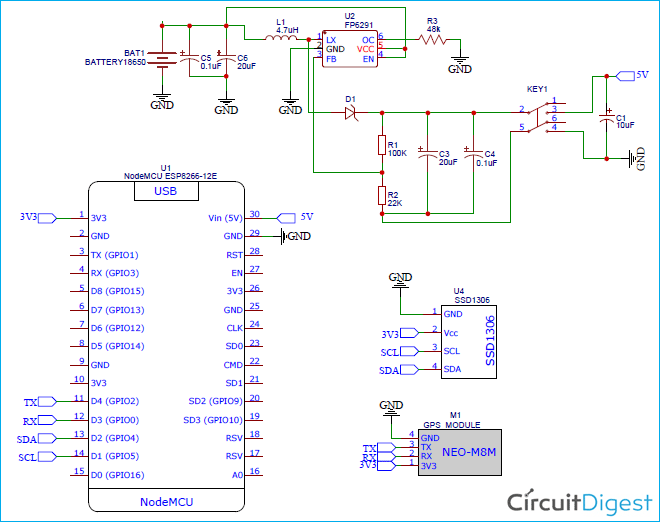 BAT1
BATTERY18650
GND
C5
0.1uF
C6
20uF
GND
L1
4.7uH
GND
U2
FP6291
1 LX OC 6
2 GND VCC 5
3 FB EN 4
R3
48k
GND
D1
R1
100K
R2
22K
C3
20uF
C4
0.1uF
KEY1
2 1
3
6
5 4
5V
C1
10uF
GND
U1
NodeMCU ESP8266-12E
USB
3V3 1 3V3 Vin (5V) 30 5V
2 GND GND 29 GND
3 TX (GPIO1) RST 28
4 RX (GPIO3) EN 27
5 D8 (GPIO15) 3V3 26
6 D7 (GPIO13) GND 25
7 D6 (GPIO12) CLK 24
8 D5 (GPIO14) SD0 23
9 GND CMD 22
10 3V3 SD1 21
TX 11 D4 (GPIO2) SD2 (GPIO9) 20
RX 12 D3 (GPIO0) SD3 (GPIO10) 19
SDA 13 D2 (GPIO4) RSV 18
SCL 14 D1 (GPIO5) RSV 17
15 D0 (GPIO16) A0 16
NodeMCU
GND
U4
SSD1306
1 GND
3V3 2 Vcc
SCL 3 SCL
SDA 4 SDA
SSD1306
GND
M1
GPS_MODULE
4 GND
TX 3 TX
RX 2 RX
3V3 1 3V3
NEO-M8M
CiRCUiTDigest